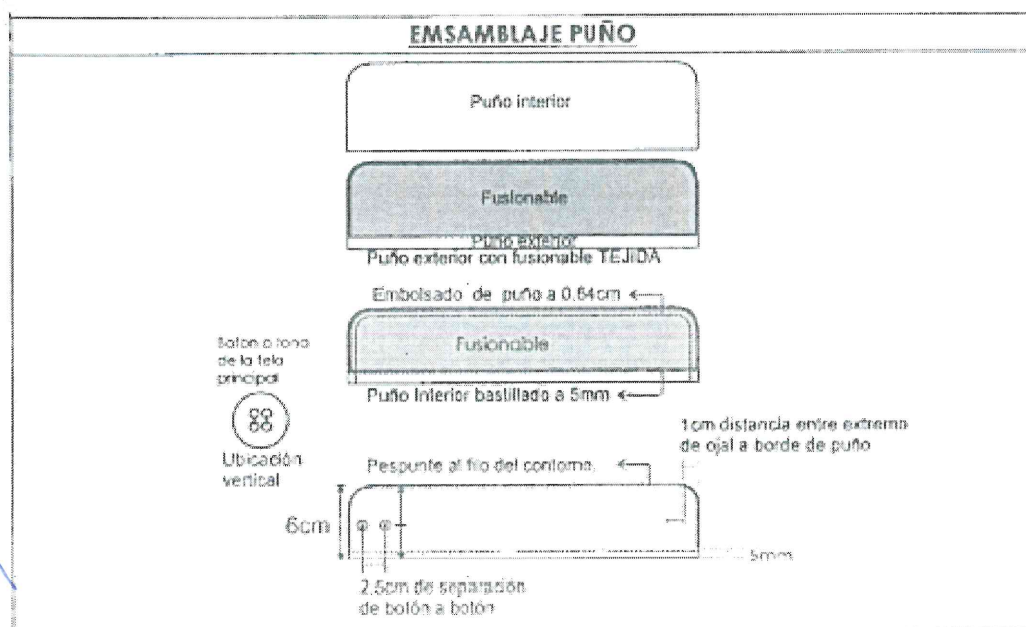 EMSAMBLAJE PUÑO
Puño interior
Fusionable
Puño exterior
Puño exterior con fusionable TEJIDA
Embolsado de puño a 0.64cm
Fusionable
Boton a tono
de la tela
principal
Puño Interior bastillado a 5mm
Ubicación
vertical
1cm distancia entre extremo
de ojal a borde de puño
Pespunte al filo del contorno
6cm
5mm
2.5cm de separación
de botón a botón